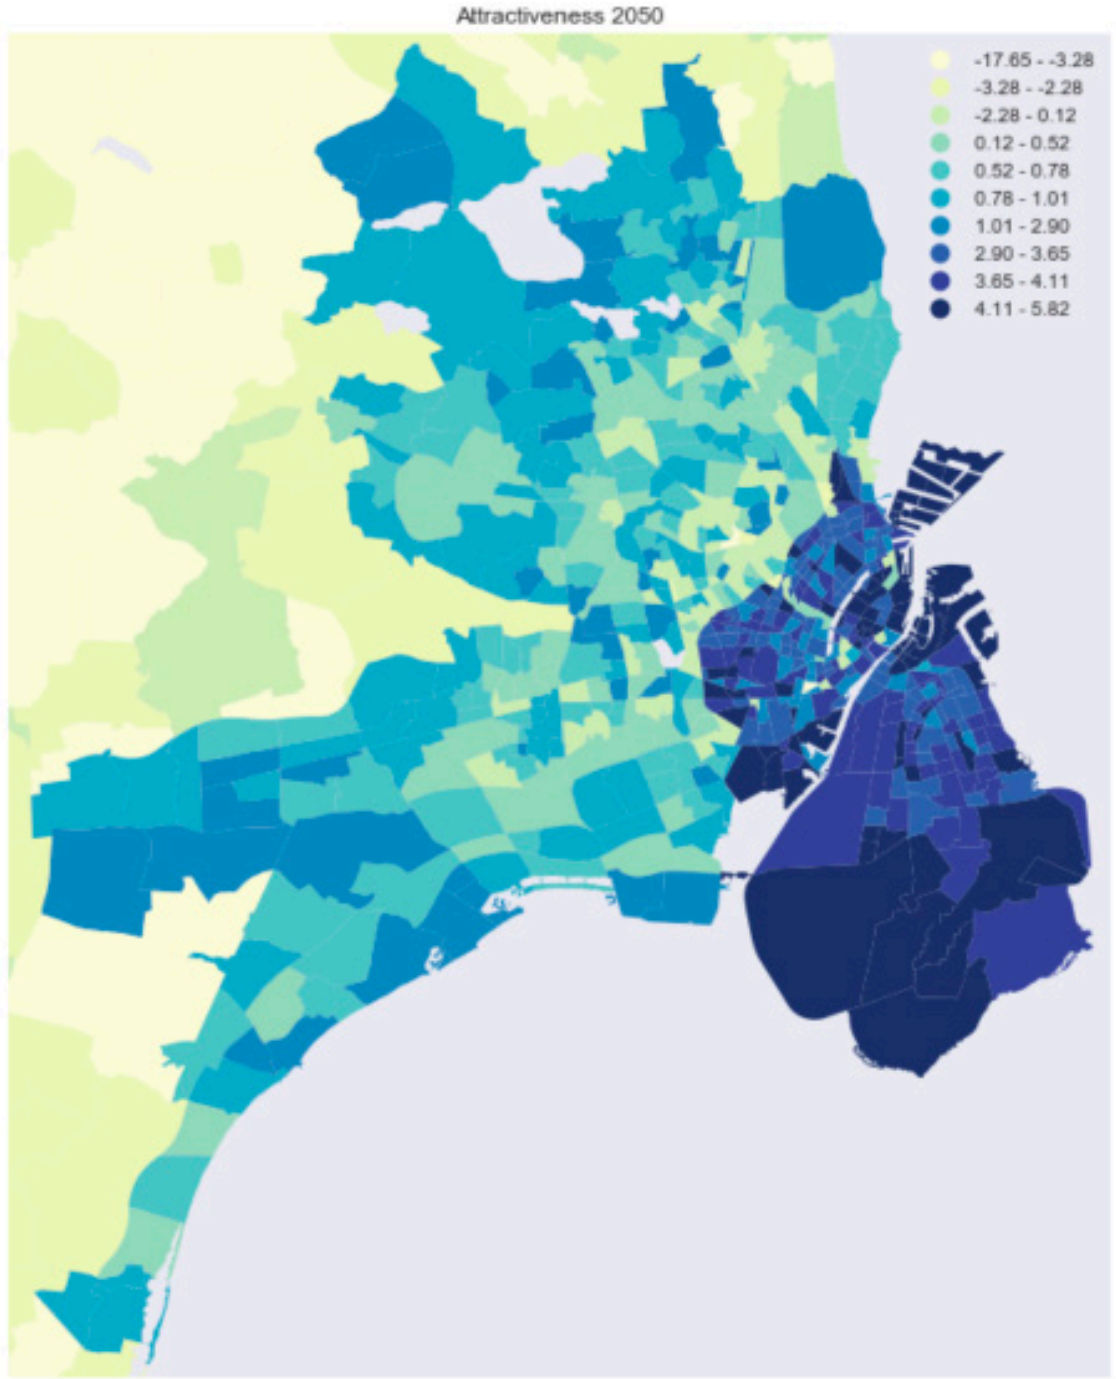 Attractiveness 2050
-17.65 - -3.28
-3.28 - -2.28
-2.28 - 0.12
0.12 - 0.52
0.52 - 0.78
0.78 - 1.01
1.01 - 2.90
2.90 - 3.65
3.65 - 4.11
4.11 - 5.82